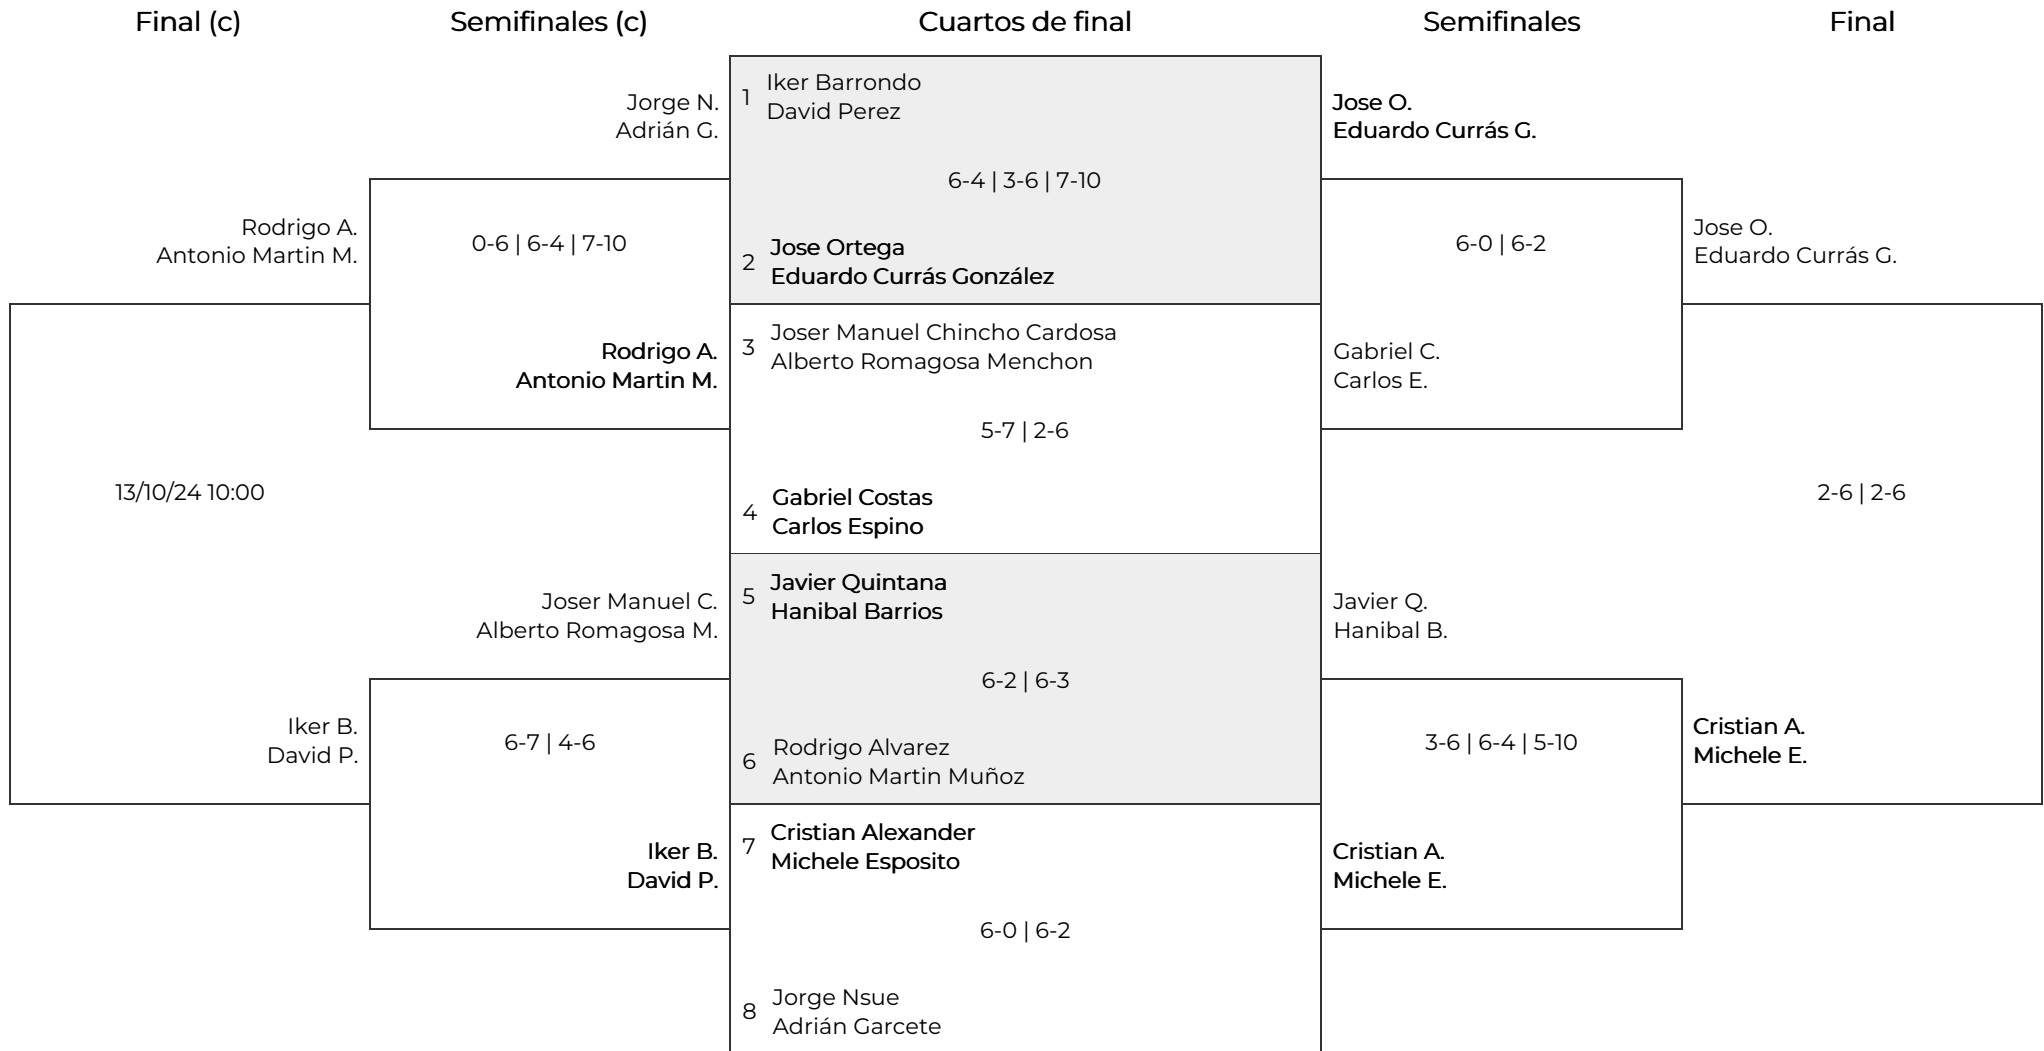 Final (c)
Semifinales (c)
Cuartos de final
Semifinales
Final
Rodrigo A.
Antonio Martin M.
13/10/24 10:00
Iker B.
David P.
Jorge N.
Adrián G.
0-6 | 6-4 | 7-10
Rodrigo A.
Antonio Martin M.
Joser Manuel C.
Alberto Romagosa M.
6-7 | 4-6
Iker B.
David P.
1 Iker Barrondo
David Perez
6-4 | 3-6 | 7-10
2 Jose Ortega
Eduardo Currás González
3 Joser Manuel Chincho Cardosa
Alberto Romagosa Menchon
5-7 | 2-6
4 Gabriel Costas
Carlos Espino
5 Javier Quintana
Hanibal Barrios
6-2 | 6-3
6 Rodrigo Alvarez
Antonio Martin Muñoz
7 Cristian Alexander
Michele Esposito
6-0 | 6-2
8 Jorge Nsue
Adrián Garcete
Jose O.
Eduardo Currás G.
6-0 | 6-2
Gabriel C.
Carlos E.
Javier Q.
Hanibal B.
3-6 | 6-4 | 5-10
Cristian A.
Michele E.
Jose O.
Eduardo Currás G.
2-6 | 2-6
Cristian A.
Michele E.